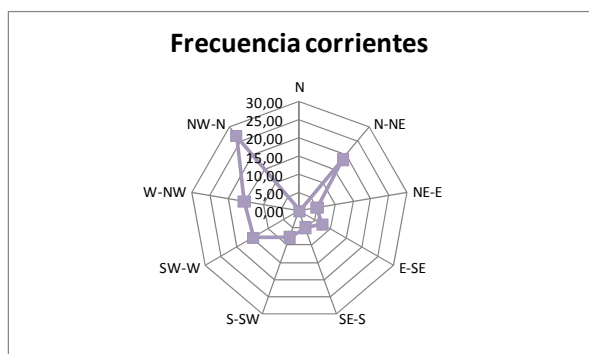 Frecuencia corrientes
N
30,00
25,00
20,00
15,00
10,00
5,00
0,00
N-NE
NE-E
E-SE
SE-S
S-SW
SW-W
W-NW
NW-N